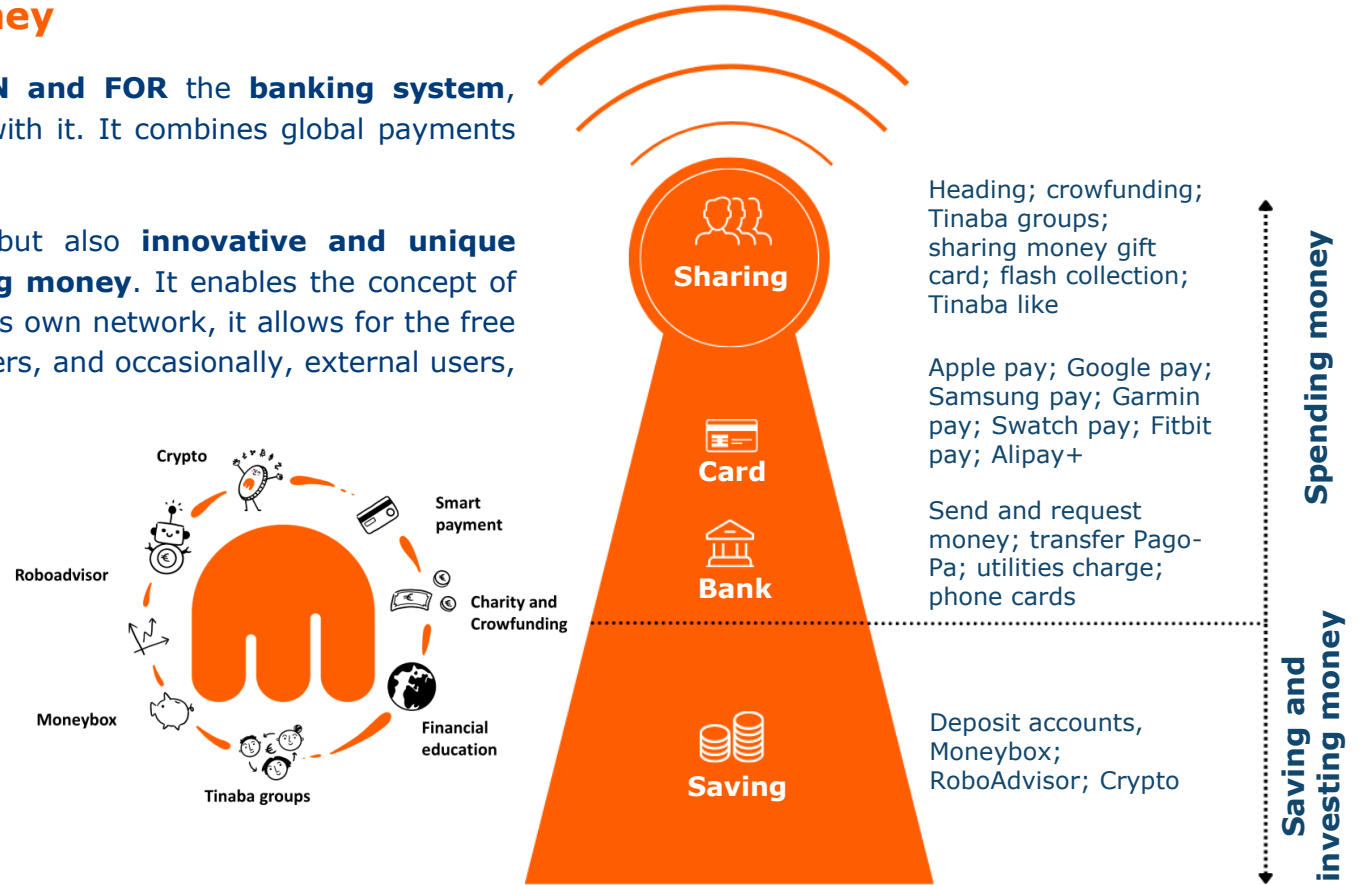 ney
N and FOR the banking system,
with it. It combines global payments
but also innovative and unique
g money. It enables the concept of
s own network, it allows for the free
ers, and occasionally, external users,
Crypto
Smart
payment
Roboadvisor
Charity and
Crowfunding
Moneybox
Financial
education
Tinaba groups
Sharing
Card
Bank
Saving
Heading; crowfunding;
Tinaba groups;
sharing money gift
card; flash collection;
Tinaba like
Apple pay; Google pay;
Samsung pay; Garmin
pay; Swatch pay; Fitbit
pay; Alipay+
Send and request
money; transfer Pago-
Pa; utilities charge;
phone cards
Deposit accounts,
Moneybox;
RoboAdvisor; Crypto
Spending money
Saving and
investing money